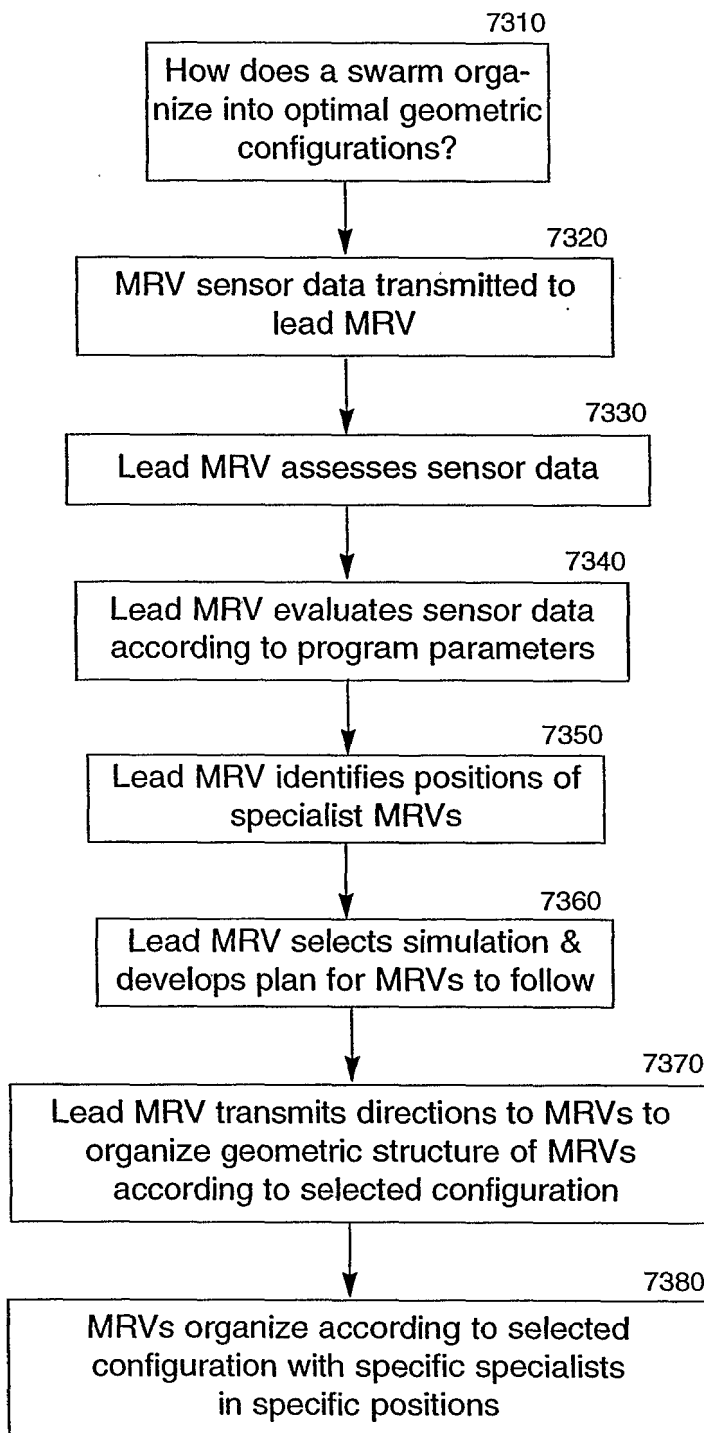 7310
How does a swarm orga-
nize into optimal geometric
configurations?
7320
MRV sensor data transmitted to
lead MRV
7330
Lead MRV assesses sensor data
7340
Lead MRV evaluates sensor data
according to program parameters
7350
Lead MRV identifies positions of
specialist MRVs
7360
Lead MRV selects simulation &
develops plan for MRVs to follow
7370
Lead MRV transmits directions to MRVs to
organize geometric structure of MRVs
according to selected configuration
7380
MRVs organize according to selected
configuration with specific specialists
in specific positions